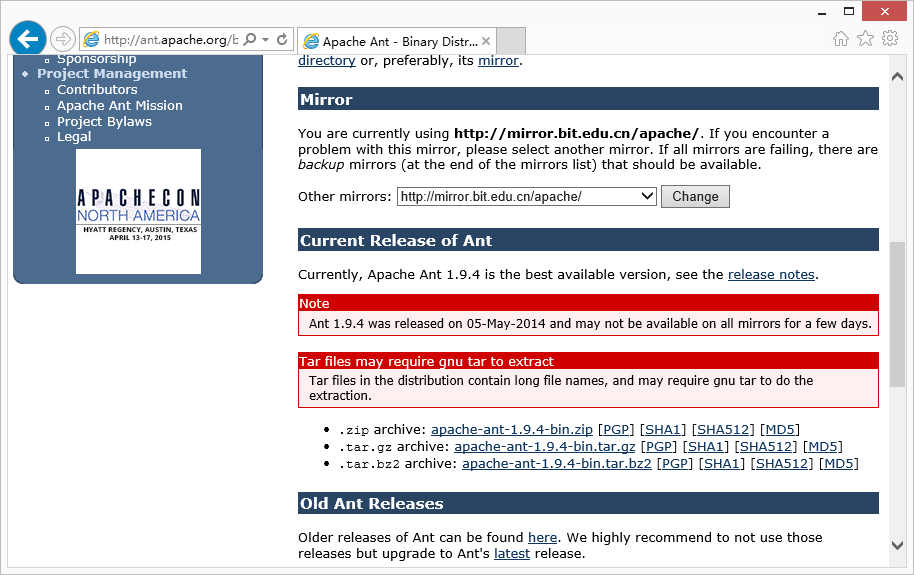 http://ant.apache.org/b
Apache Ant - Binary Distr...
Sponsorship
Project Management
Contributors
Apache Ant Mission
Project Bylaws
Legal
APACHECON
NORTH AMERICA
HYATT REGENCY, AUSTIN, TEXAS
APRIL 13-17, 2015
directory or, preferably, its mirror.
Mirror
You are currently using http://mirror.bit.edu.cn/apache/. If you encounter a
problem with this mirror, please select another mirror. If all mirrors are failing, there are
backup mirrors (at the end of the mirrors list) that should be available.
Other mirrors: http://mirror.bit.edu.cn/apache/ Change
Current Release of Ant
Currently, Apache Ant 1.9.4 is the best available version, see the release notes.
Note
Ant 1.9.4 was released on 05-May-2014 and may not be available on all mirrors for a few days.
Tar files may require gnu tar to extract
Tar files in the distribution contain long file names, and may require gnu tar to do the
extraction.
• .zip archive: apache-ant-1.9.4-bin.zip [PGP] [SHA1] [SHA512] [MD5]
• .tar.gz archive: apache-ant-1.9.4-bin.tar.gz [PGP] [SHA1] [SHA512] [MD5]
• .tar.bz2 archive: apache-ant-1.9.4-bin.tar.bz2 [PGP] [SHA1] [SHA512] [MD5]
Old Ant Releases
Older releases of Ant can be found here. We highly recommend to not use those
releases but upgrade to Ant's latest release.